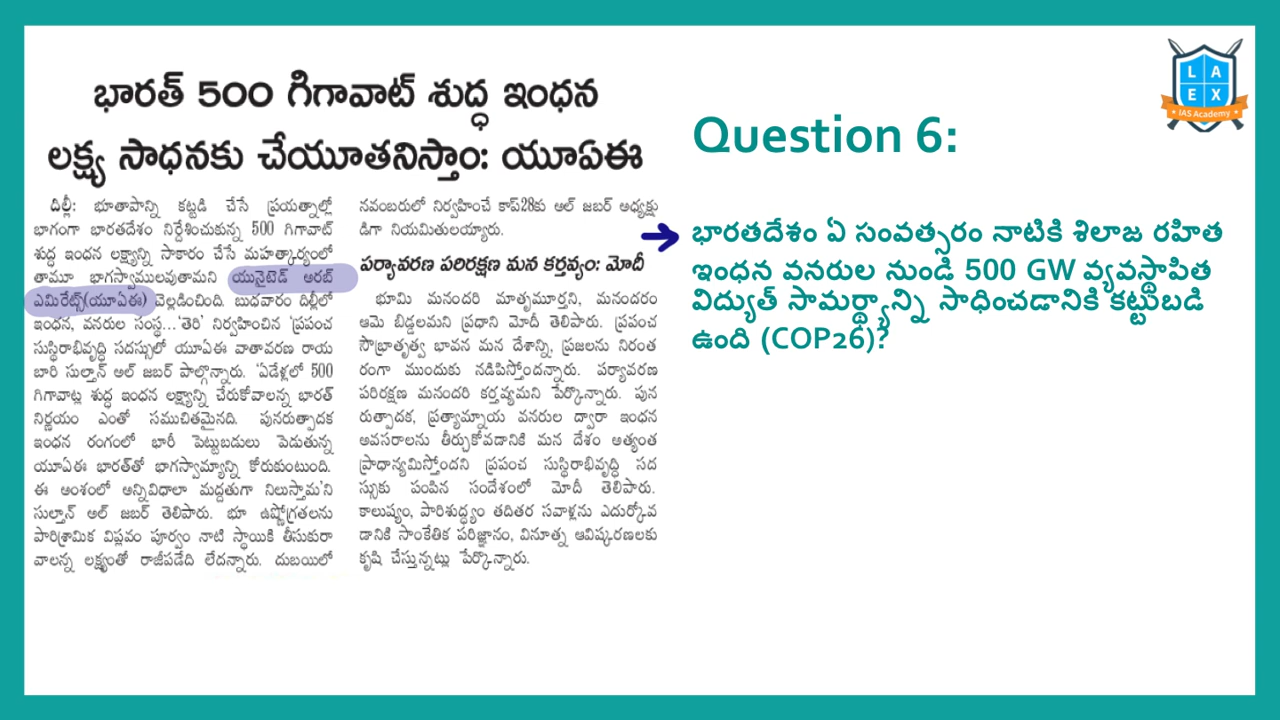 భారత్ 500 గిగావాట్ శుద్ధ ఇంధన
లక్ష్య సాధనకు చేయూతనిస్తాం: యూఏఈ
దిల్లీ: భూతాపాన్ని కట్టడి చేసే ప్రయత్నాల్లో
భాగంగా భారతదేశం నిర్దేశించుకున్న 500 గిగావాట్
శుద్ధ ఇంధన లక్ష్యాన్ని సాకారం చేసే మహత్కార్యంలో
తామూ భాగస్వాములవుతామని యునైటెడ్ అరబ్
ఎమిరేట్స్(యూఏఈ) వెల్లడించింది. బుధవారం దిల్లీలో
ఇంధన, వనరుల సంస్థ...‘తెరి’ నిర్వహించిన ‘ప్రపంచ
సుస్థిరాభివృద్ధి సదస్సులో యూఏఈ వాతావరణ రాయ
బారి సుల్తాన్ అల్ జబర్ పాల్గొన్నారు. ‘ఏడేళ్లలో 500
గిగావాట్ల శుద్ధ ఇంధన లక్ష్యాన్ని చేరుకోవాలన్న భారత్
నిర్ణయం ఎంతో సముచితమైనది. పునరుత్పాదక
ఇంధన రంగంలో భారీ పెట్టుబడులు పెడుతున్న
యూఏఈ భారత్‌తో భాగస్వామ్యాన్ని కోరుకుంటుంది.
ఈ అంశంలో అన్నివిధాలా మద్దతుగా నిలుస్తామ’ని
సుల్తాన్ అల్ జబర్ తెలిపారు. భూ ఉష్ణోగ్రతలను
పారిశ్రామిక విప్లవం పూర్వం నాటి స్థాయికి తీసుకురా
వాలన్న లక్ష్యంతో రాజీపడేది లేదన్నారు. దుబయిలో
నవంబరులో నిర్వహించే కాప్28కు అల్ జబర్ అధ్యక్షు
డిగా నియమితులయ్యారు.
పర్యావరణ పరిరక్షణ మన కర్తవ్యం: మోదీ
భూమి మనందరి మాతృమూర్తని, మనందరం
ఆమె బిడ్డలమని ప్రధాని మోదీ తెలిపారు. ప్రపంచ
సౌభ్రాతృత్వ భావన మన దేశాన్ని, ప్రజలను నిరంత
రంగా ముందుకు నడిపిస్తోందన్నారు. పర్యావరణ
పరిరక్షణ మనందరి కర్తవ్యమని పేర్కొన్నారు. పున
రుత్పాదక, ప్రత్యామ్నాయ వనరుల ద్వారా ఇంధన
అవసరాలను తీర్చుకోవడానికి మన దేశం అత్యంత
ప్రాధాన్యమిస్తోందని ప్రపంచ సుస్థిరాభివృద్ధి సద
స్సుకు పంపిన సందేశంలో మోదీ తెలిపారు.
కాలుష్యం, పారిశుద్ధ్యం తదితర సవాళ్లను ఎదుర్కోవ
డానికి సాంకేతిక పరిజ్ఞానం, వినూత్న ఆవిష్కరణలకు
కృషి చేస్తున్నట్లు పేర్కొన్నారు.
L A
E X
IAS Academy
Question 6:
భారతదేశం ఏ సంవత్సరం నాటికి శిలాజ రహిత
ఇంధన వనరుల నుండి 500 GW వ్యవస్థాపిత
విద్యుత్ సామర్థ్యాన్ని సాధించడానికి కట్టుబడి
ఉంది (COP26)?